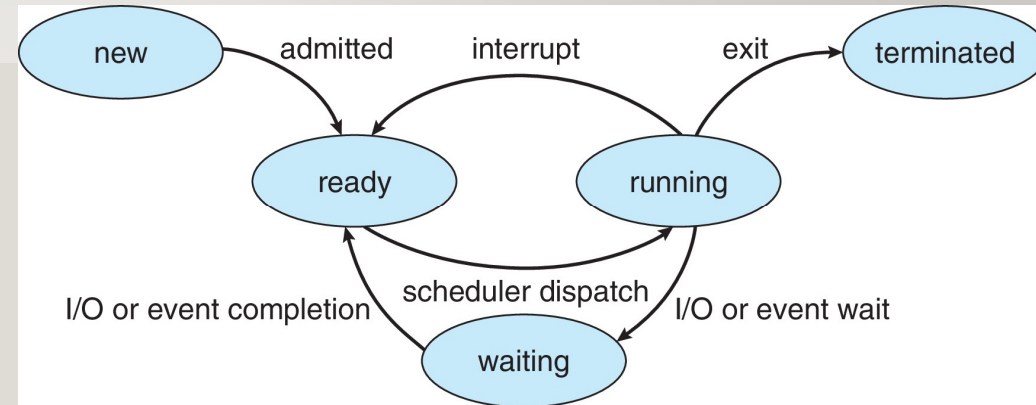 new
admitted
interrupt
exit
terminated
ready
running
I/O or event completion
scheduler dispatch
I/O or event wait
waiting